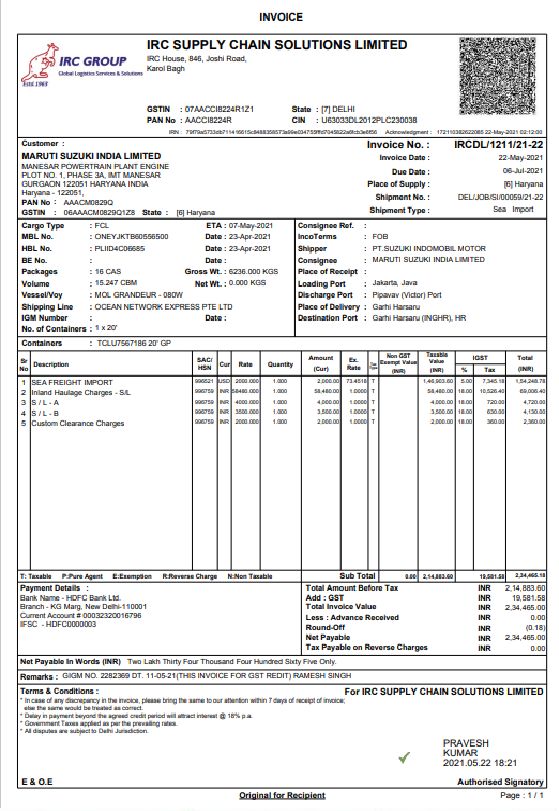 INVOICE
IRC GROUP
Global Logistics Services & Solutions
Estd 1983
IRC SUPPLY CHAIN SOLUTIONS LIMITED
IRC House, 846, Joshi Road,
Karol Bagh
GSTIN : 07AACCI8224R1Z1 State : [7] DELHI
PAN No : AACCI8224R CIN : U63033DL2012PLC230038
IRN : Acknowledgment : 22-May-2021 02:12:00
Customer :
MARUTI SUZUKI INDIA LIMITED
MANESAR POWERTRAIN PLANT ENGINE
PLOT NO. 1, PHASE 3A, IMT MANESAR
GURGAON 122051 HARYANA INDIA
Haryana - 122051,
PAN No : AAACM0829Q
GSTIN : 06AAACM0829Q1Z8 State : [6] Haryana
Invoice No. : IRCDL/1211/21-22
Invoice Date : 22-May-2021
Due Date : 06-Jul-2021
Place of Supply : [6] Haryana
Shipment No. : DEL/JOB/SI/00059/21-22
Shipment Type : Sea Import
Cargo Type : FCL ETA : 07-May-2021
MBL No. : ONEYJKTB60556500 Date : 23-Apr-2021
HBL No. : PLIID4C06685 Date : 23-Apr-2021
BE No. : Date :
Packages : 16 CAS Gross Wt. : 6236.000 KGS
Volume : 15.247 CBM Net Wt. : 0.000 KGS
Vessel/Voy : MOL GRANDEUR - 080W
Shipping Line : OCEAN NETWORK EXPRESS PTE LTD
IGM Number : Date :
No. of Containers : 1 x 20'
Consignee Ref. :
IncoTerms : FOB
Shipper : PT.SUZUKI INDOMOBIL MOTOR
Consignee : MARUTI SUZUKI INDIA LIMITED
Place of Receipt :
Loading Port : Jakarta, Java
Discharge Port : Pipavav (Victor) Port
Place of Delivery : Garhi Harsaru
Destination Port : Garhi Harsaru (INGHR), HR
Containers : TCLU7567186 20' GP
Sr No Description SAC/ HSN Cur Rate Quantity Amount (Cur) Ex. Rate Tax Type Non GST Exempt Value (INR) Taxable Value (INR) IGST % Tax Total (INR)
1 SEA FREIGHT IMPORT 996521 USD 2000.0000 1.000 2,000.00 73.4518 T 1,46,903.60 5.00 7,345.18 1,54,248.78
2 Inland Haulage Charges - S/L 996759 INR 58480.0000 1.000 58,480.00 1.0000 T 58,480.00 18.00 10,526.40 69,006.40
3 S / L - A 996759 INR 4000.0000 1.000 4,000.00 1.0000 T 4,000.00 18.00 720.00 4,720.00
4 S / L - B 996759 INR 3500.0000 1.000 3,500.00 1.0000 T 3,500.00 18.00 630.00 4,130.00
5 Custom Clearance Charges 996759 INR 2000.0000 1.000 2,000.00 1.0000 T 2,000.00 18.00 360.00 2,360.00
T: Taxable P:Pure Agent E:Exemption R:Reverse Charge N:Non Taxable Sub Total 0.00 2,14,883.60 19,581.58 2,34,465.18
Payment Details :
Bank Name - HDFC Bank Ltd.
Branch - KG Marg, New Delhi-110001
Current Account # 00032320016796
IFSC - HDFC0000003
Total Amount Before Tax INR 2,14,883.60
Add : GST INR 19,581.58
Total Invoice Value INR 2,34,465.00
Less : Advance Received INR 0.00
Round-Off INR (0.18)
Net Payable INR 2,34,465.00
Tax Payable on Reverse Charges INR 0.00
Net Payable In Words (INR) Two Lakh Thirty Four Thousand Four Hundred Sixty Five Only.
Remarks : GIGM NO. 2282369 DT. 11-05-21(THIS INVOICE FOR GST REDIT) RAMESH SINGH
Terms & Conditions :
* In case of any discrepancy in the invoice, please bring the same to our attention within 7 days of receipt of invoice;
else the same would be treated as correct.
* Delay in payment beyond the agreed credit period will attract interest @ 18% p.a.
* Government Taxes applied as per the prevailing rates.
* All disputes are subject to Delhi Jurisdiction.
For IRC SUPPLY CHAIN SOLUTIONS LIMITED
PRAVESH
KUMAR
2021.05.22 18:21
E & O.E Authorised Signatory
Original for Recipient Page : 1 / 1